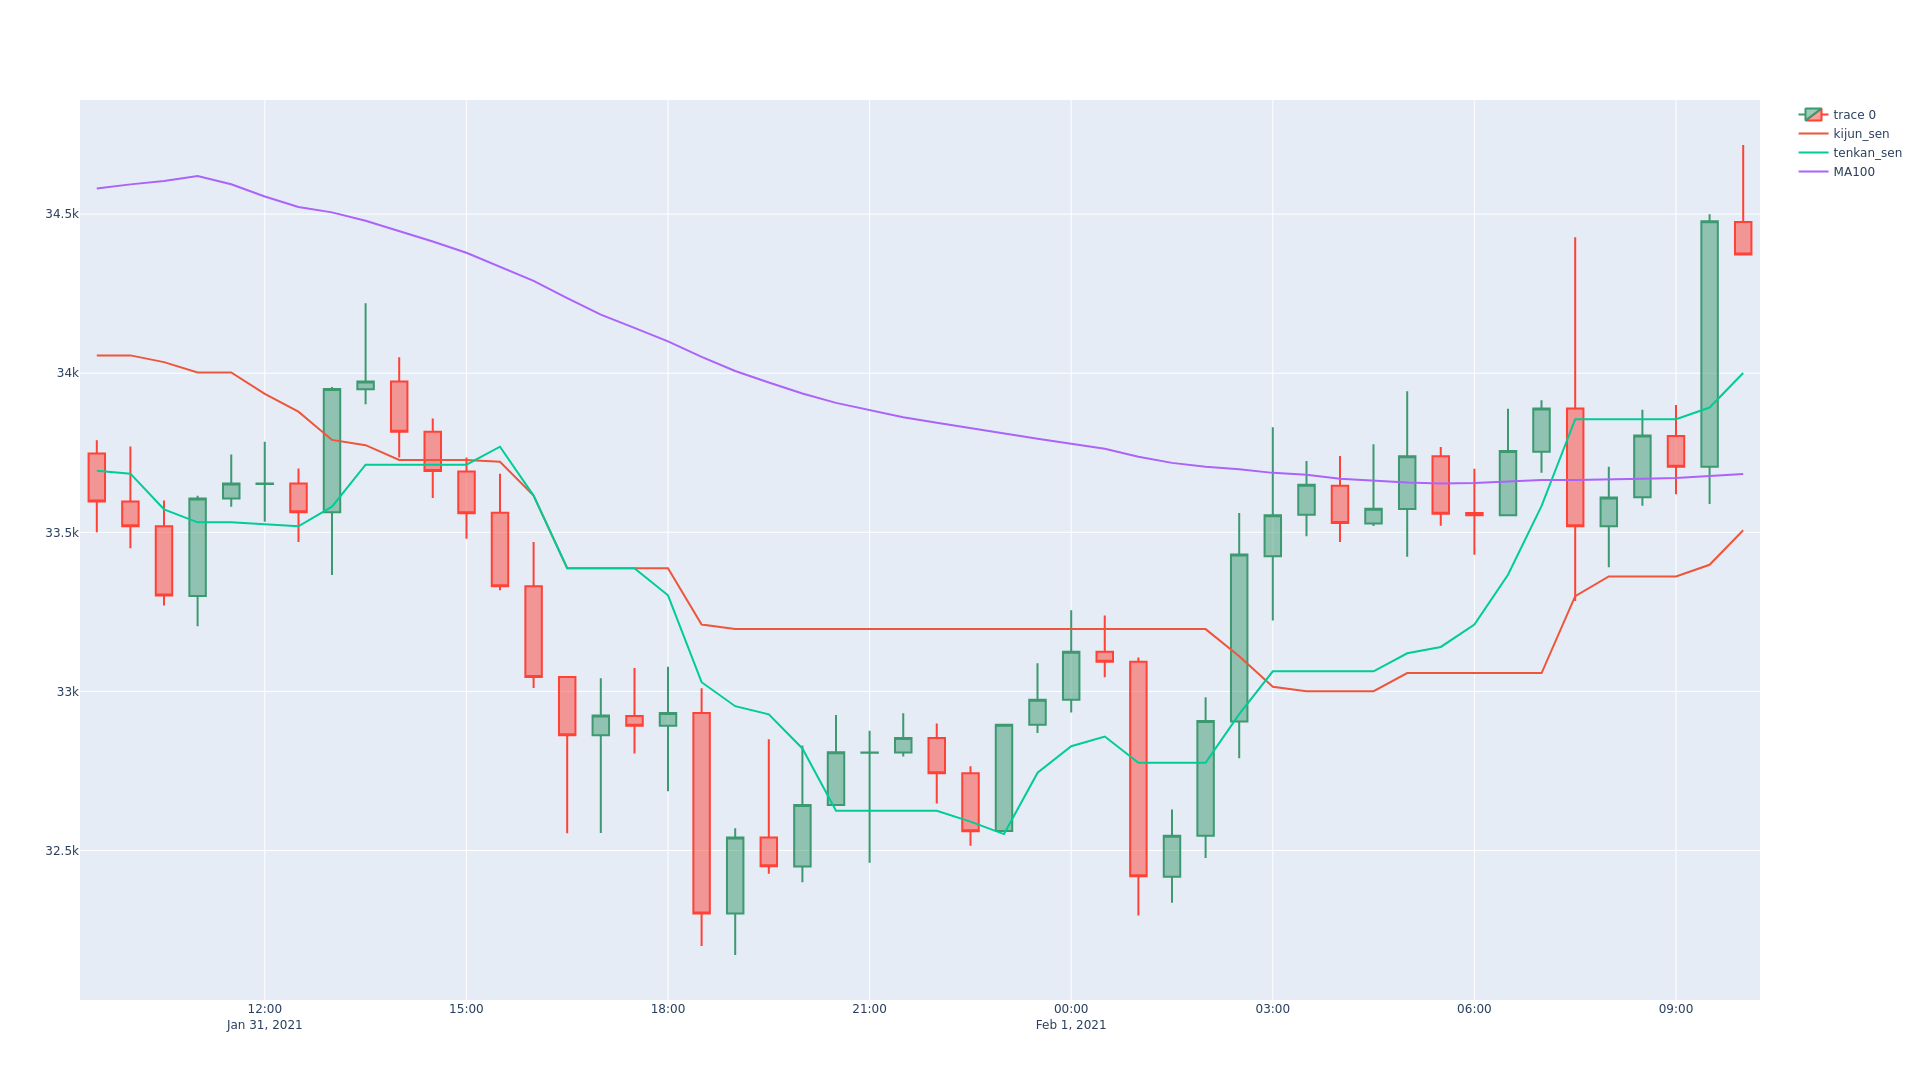 trace 0
kijun_sen
tenkan_sen
MA100
34.5k
34k
33.5k
33k
32.5k
12:00 15:00 18:00 21:00 00:00 03:00 06:00 09:00
Jan 31, 2021 Feb 1, 2021